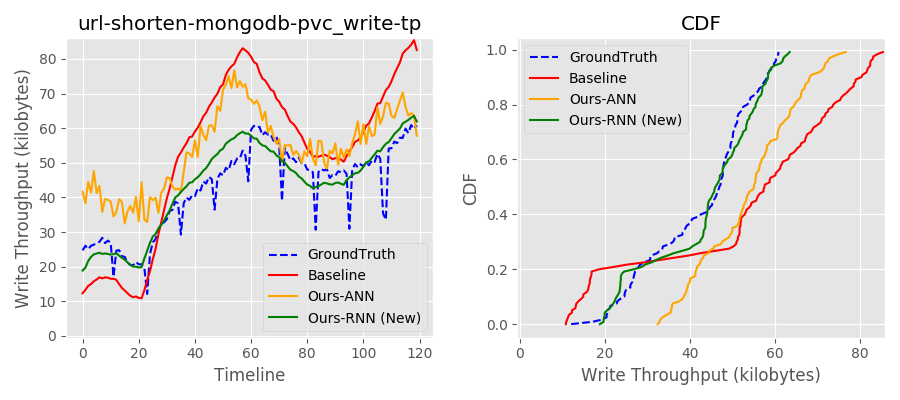 url-shorten-mongodb-pvc_write-tp
Write Throughput (kilobytes)
80
70
60
50
40
30
20
10
0
GroundTruth
Baseline
Ours-ANN
Ours-RNN (New)
0 20 40 60 80 100 120
Timeline
CDF
CDF
1.0
0.8
0.6
0.4
0.2
0.0
GroundTruth
Baseline
Ours-ANN
Ours-RNN (New)
0 20 40 60 80
Write Throughput (kilobytes)